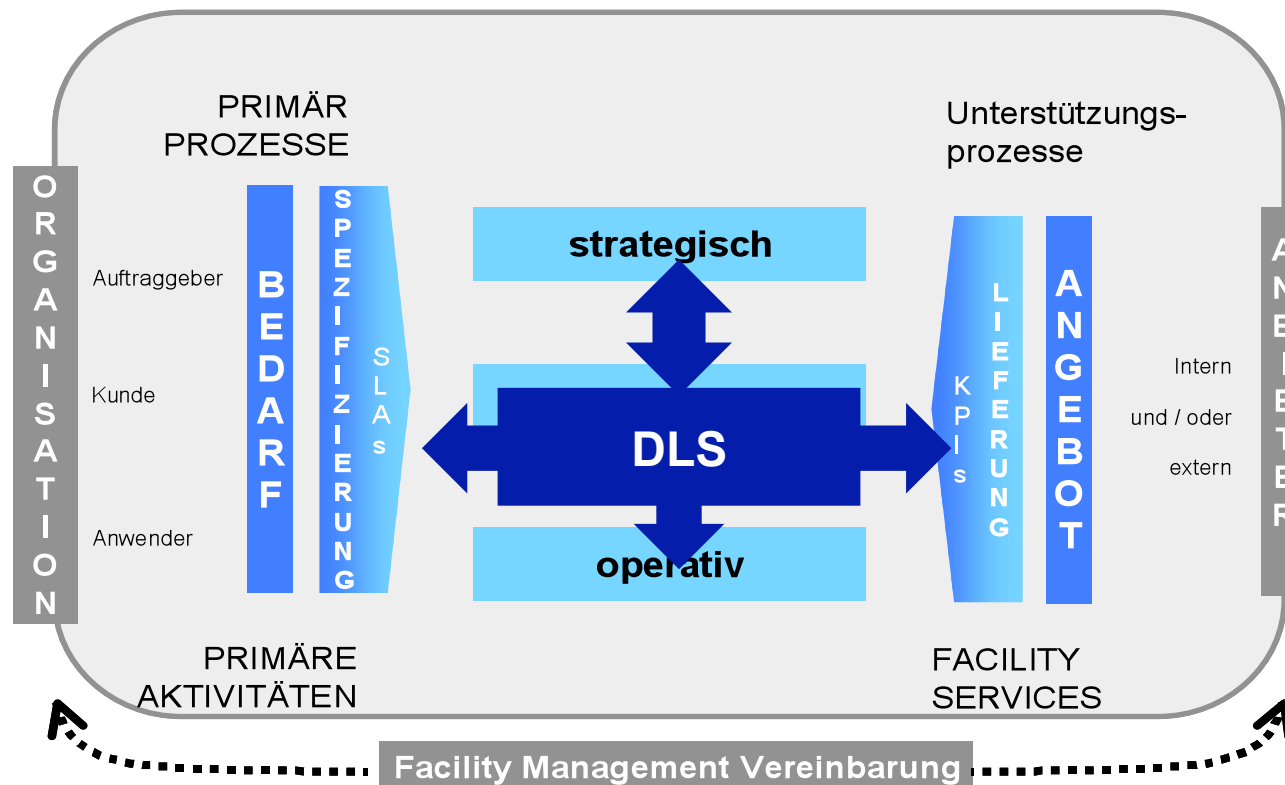 PRIMÄR
PROZESSE
Unterstützungs-
prozesse
ORGANISATION
Auftraggeber
Kunde
Anwender
BEDARF
SPEZIFIZIERUNG
SLAs
strategisch
DLS
operativ
KPIs
LIEFERUNG
ANGEBOT
Intern
und / oder
extern
ANBIETER
PRIMÄRE
AKTIVITÄTEN
FACILITY
SERVICES
Facility Management Vereinbarung